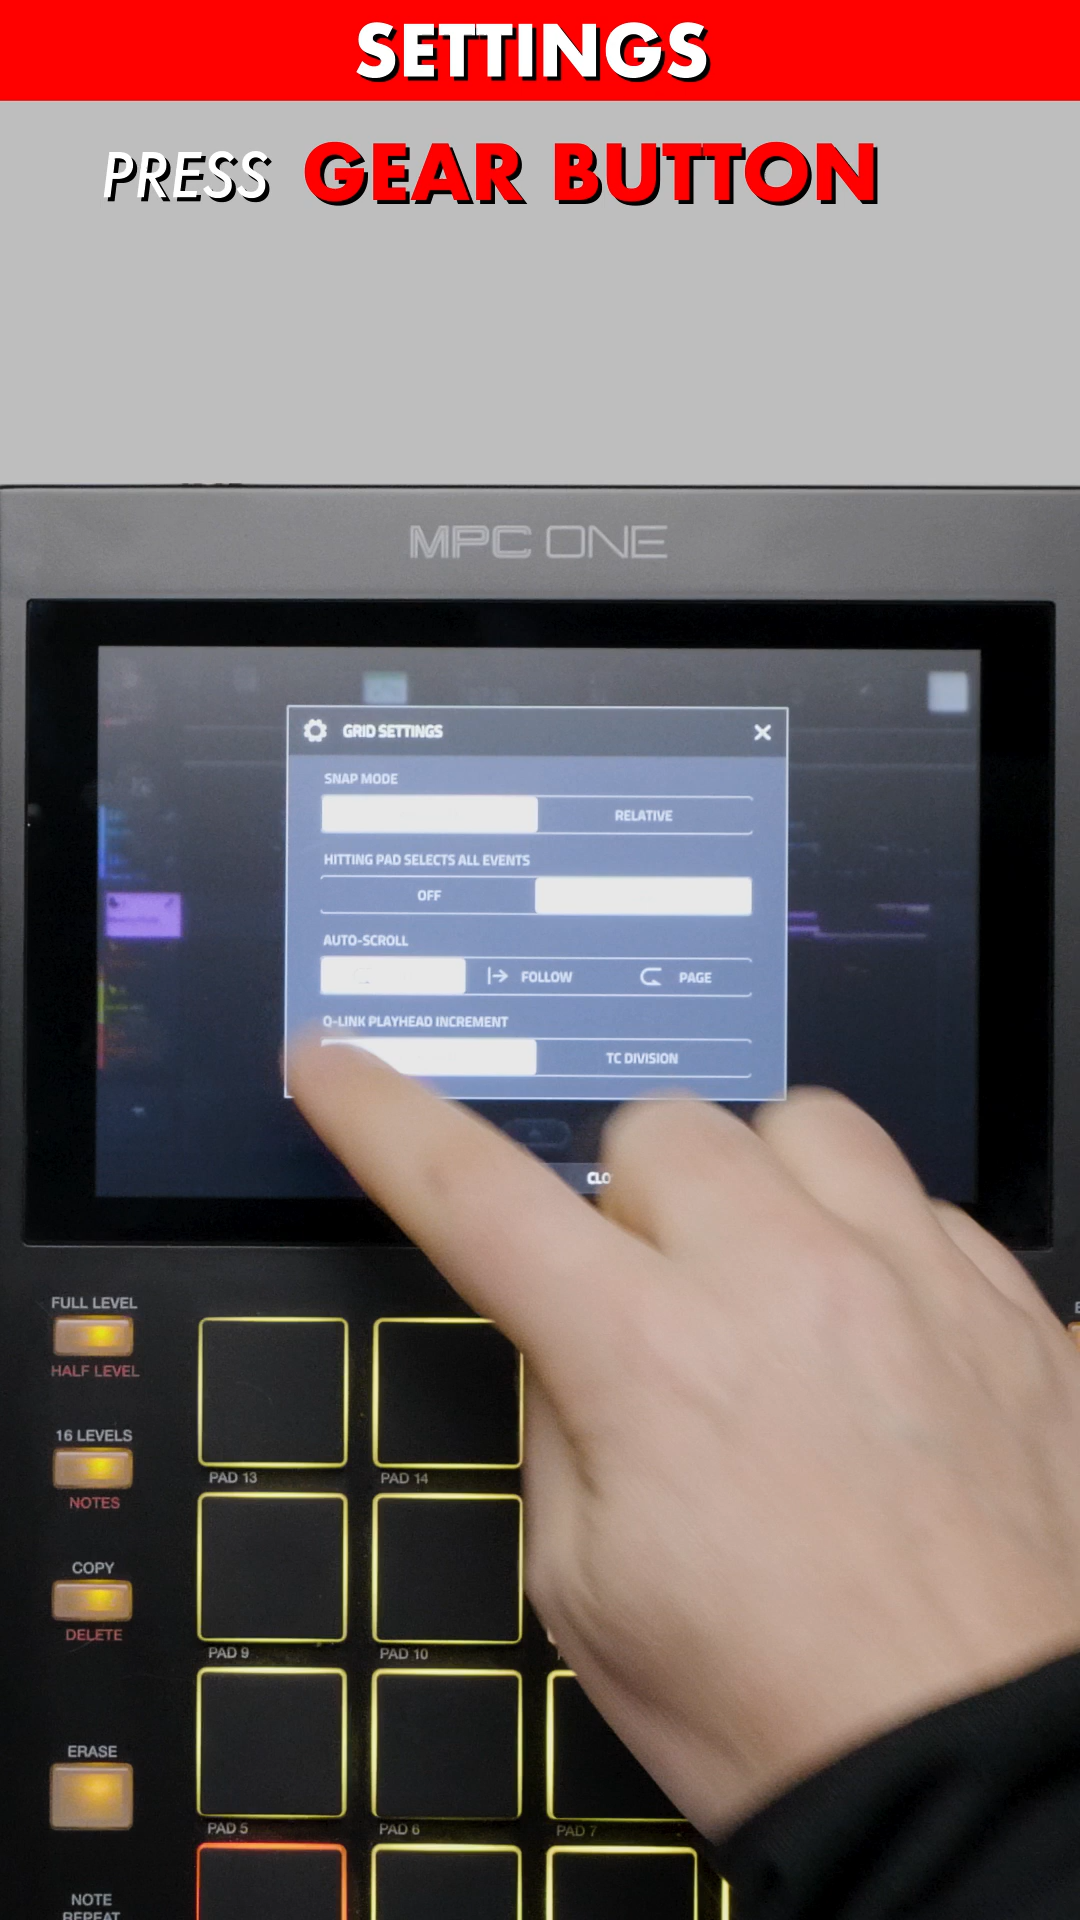 SETTINGS
PRESS GEAR BUTTON
MPC ONE
GRID SETTINGS
SNAP MODE
RELATIVE
HITTING PAD SELECTS ALL EVENTS
OFF
AUTO-SCROLL
FOLLOW PAGE
Q-LINK PLAYHEAD INCREMENT
TC DIVISION
CLO
FULL LEVEL
HALF LEVEL
16 LEVELS
NOTES
PAD 13 PAD 14
COPY
DELETE
PAD 9 PAD 10
ERASE
PAD 5 PAD 6 PAD 7
NOTE
REPEAT